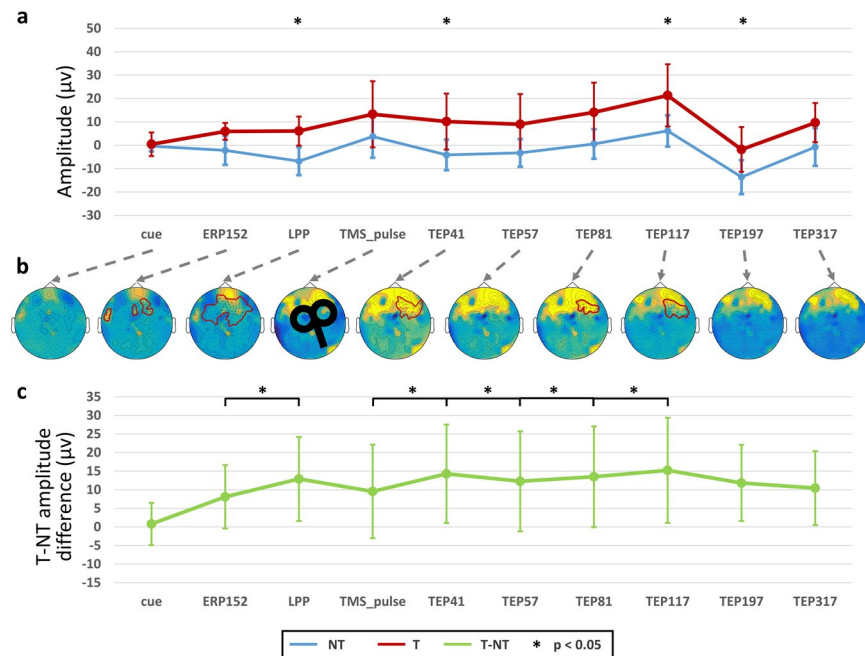 a
* * * *
Amplitude (μv)
50
40
30
20
10
0
-10
-20
-30
cue ERP152 LPP TMS_pulse TEP41 TEP57 TEP81 TEP117 TEP197 TEP317
b
c
* * * * *
T-NT amplitude
difference (μv)
35
30
25
20
15
10
5
0
-5
-10
-15
cue ERP152 LPP TMS_pulse TEP41 TEP57 TEP81 TEP117 TEP197 TEP317
NT T T-NT * p < 0.05